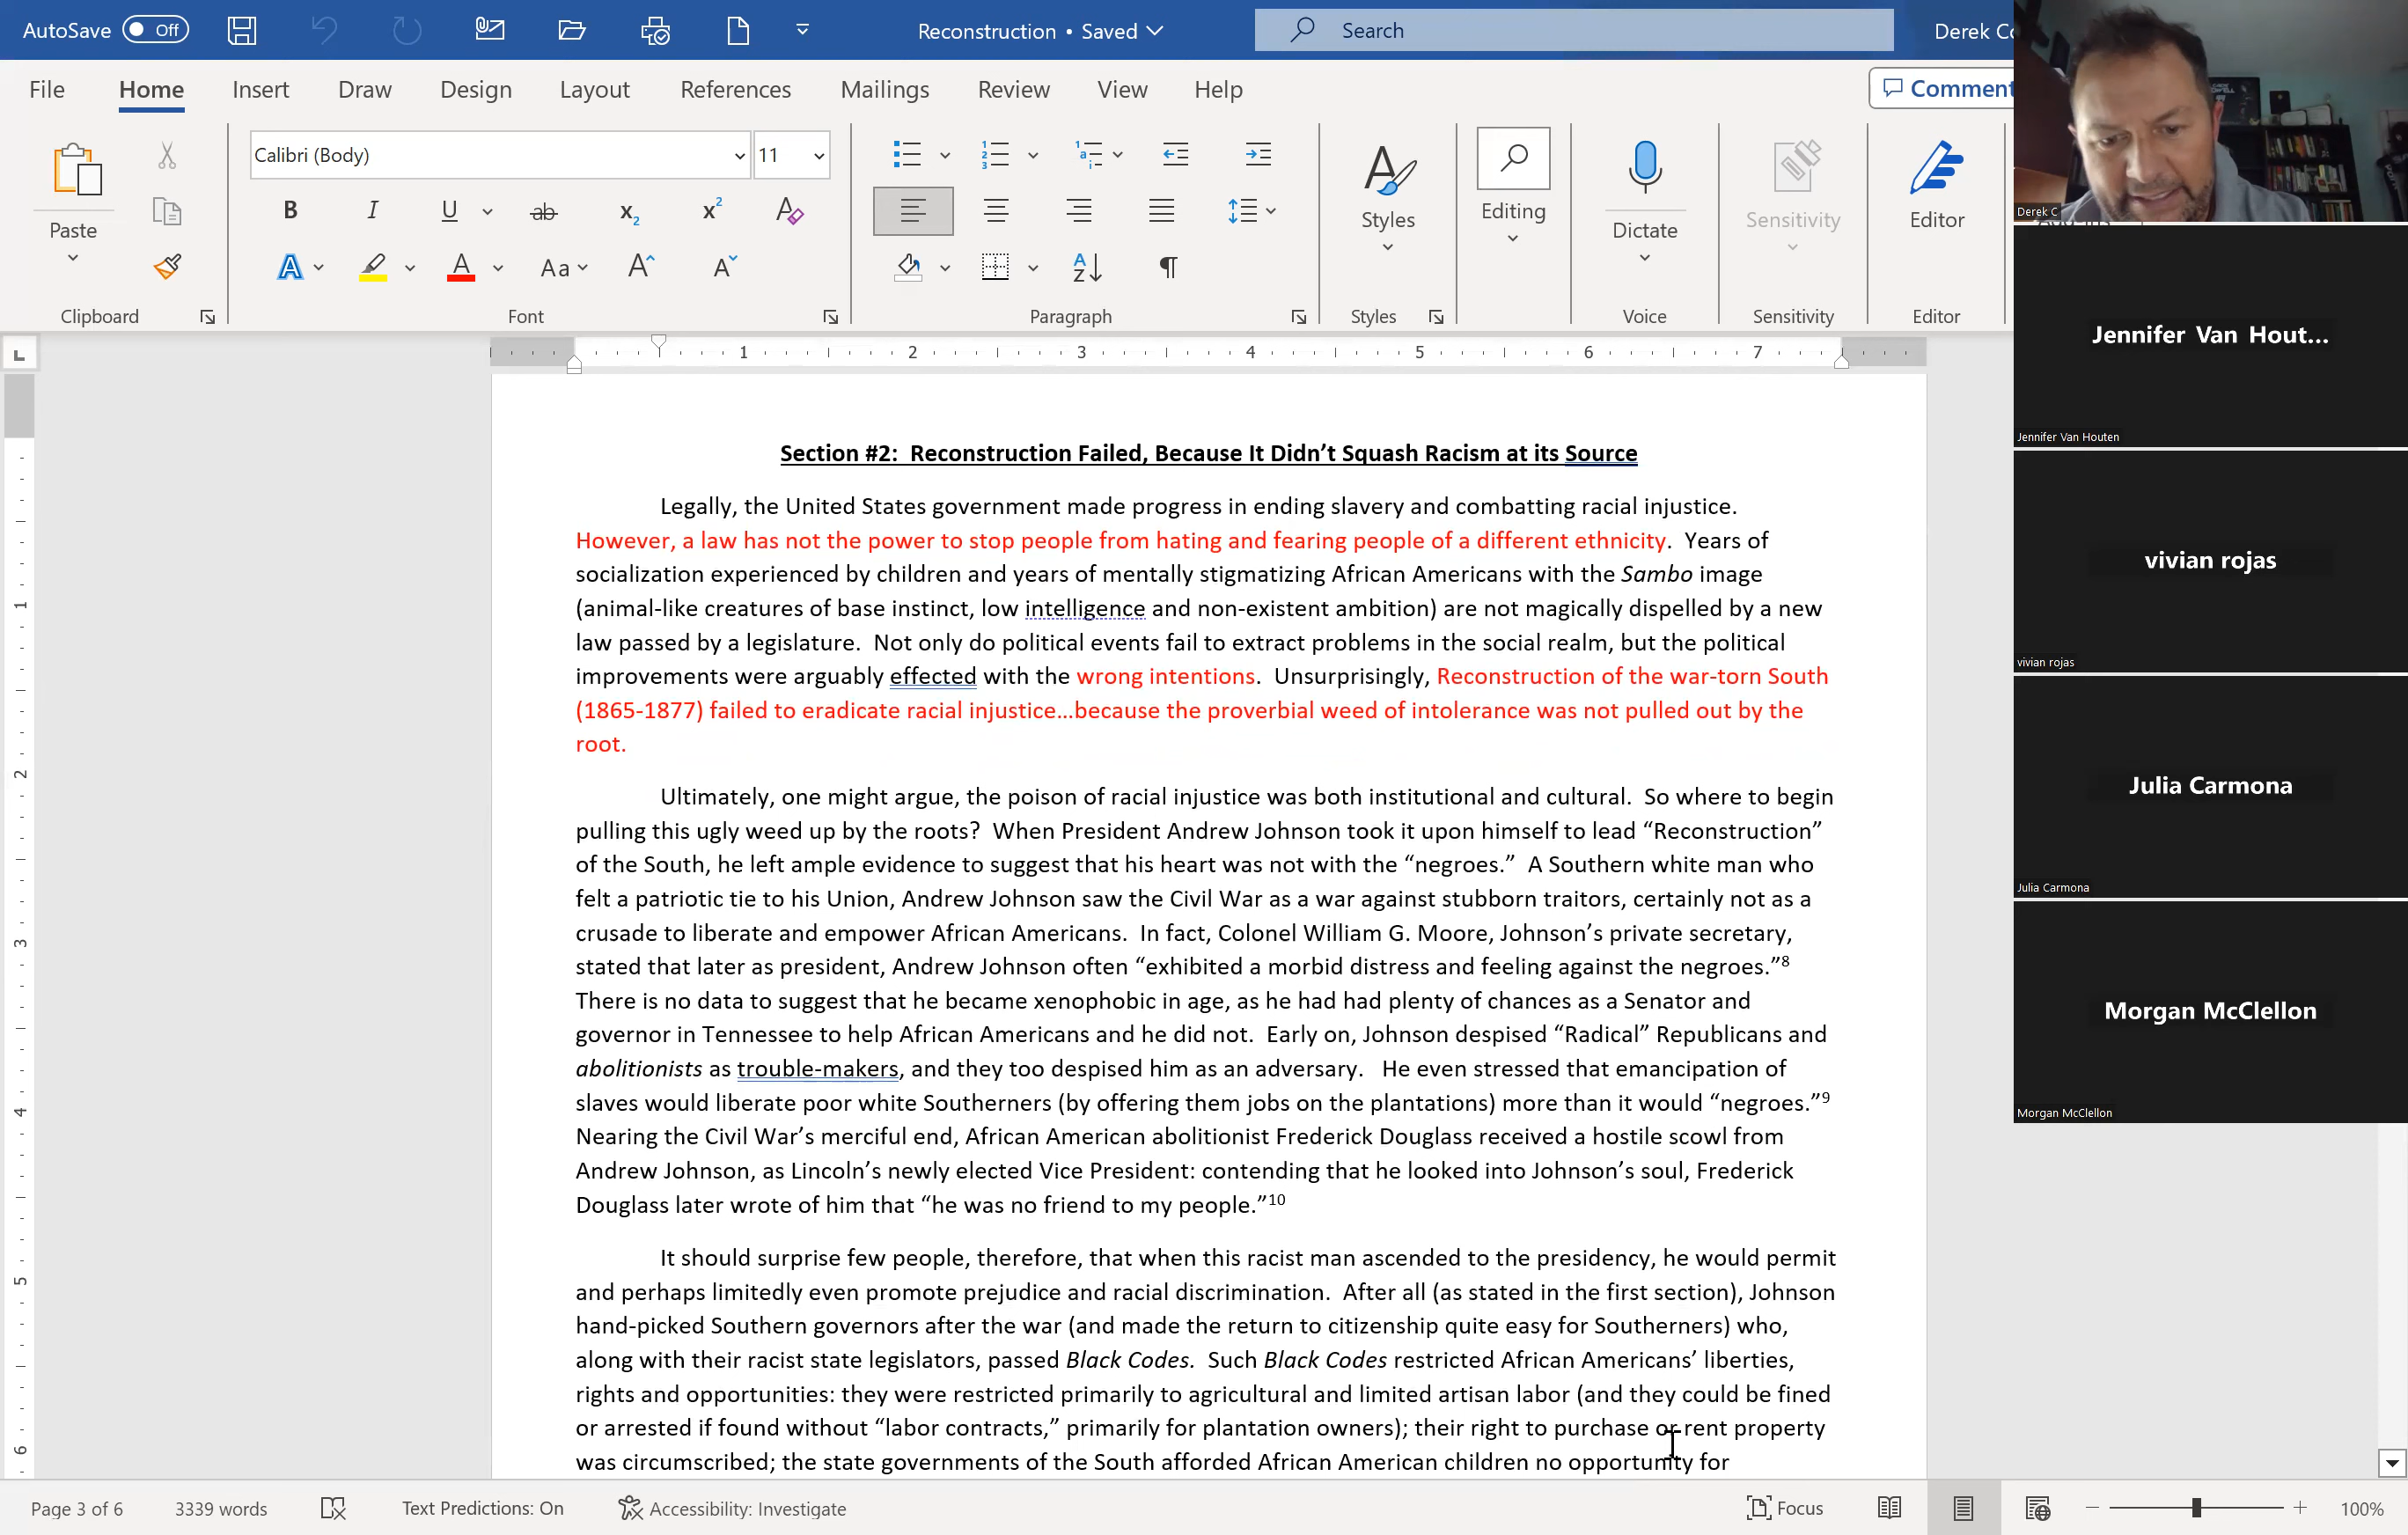 AutoSave Off
Reconstruction • Saved
Search
Derek Co
File Home Insert Draw Design Layout References Mailings Review View Help
Comment
Paste
Clipboard
Calibri (Body) 11
Font
Paragraph
Styles
Styles
Editing
Dictate
Voice
Sensitivity
Sensitivity
Editor
Editor
Derek C
Jennifer Van Hout...
Jennifer Van Houten
vivian rojas
vivian rojas
Julia Carmona
Julia Carmona
Morgan McClellon
Morgan McClellon
1 2 3 4 5 6 7
Section #2: Reconstruction Failed, Because It Didn’t Squash Racism at its Source
Legally, the United States government made progress in ending slavery and combatting racial injustice.
However, a law has not the power to stop people from hating and fearing people of a different ethnicity. Years of
socialization experienced by children and years of mentally stigmatizing African Americans with the Sambo image
(animal-like creatures of base instinct, low intelligence and non-existent ambition) are not magically dispelled by a new
law passed by a legislature. Not only do political events fail to extract problems in the social realm, but the political
improvements were arguably effected with the wrong intentions. Unsurprisingly, Reconstruction of the war-torn South
(1865-1877) failed to eradicate racial injustice…because the proverbial weed of intolerance was not pulled out by the
root.
Ultimately, one might argue, the poison of racial injustice was both institutional and cultural. So where to begin
pulling this ugly weed up by the roots? When President Andrew Johnson took it upon himself to lead “Reconstruction”
of the South, he left ample evidence to suggest that his heart was not with the “negroes.” A Southern white man who
felt a patriotic tie to his Union, Andrew Johnson saw the Civil War as a war against stubborn traitors, certainly not as a
crusade to liberate and empower African Americans. In fact, Colonel William G. Moore, Johnson’s private secretary,
stated that later as president, Andrew Johnson often “exhibited a morbid distress and feeling against the negroes.”8
There is no data to suggest that he became xenophobic in age, as he had had plenty of chances as a Senator and
governor in Tennessee to help African Americans and he did not. Early on, Johnson despised “Radical” Republicans and
abolitionists as trouble-makers, and they too despised him as an adversary. He even stressed that emancipation of
slaves would liberate poor white Southerners (by offering them jobs on the plantations) more than it would “negroes.”9
Nearing the Civil War’s merciful end, African American abolitionist Frederick Douglass received a hostile scowl from
Andrew Johnson, as Lincoln’s newly elected Vice President: contending that he looked into Johnson’s soul, Frederick
Douglass later wrote of him that “he was no friend to my people.”10
It should surprise few people, therefore, that when this racist man ascended to the presidency, he would permit
and perhaps limitedly even promote prejudice and racial discrimination. After all (as stated in the first section), Johnson
hand-picked Southern governors after the war (and made the return to citizenship quite easy for Southerners) who,
along with their racist state legislators, passed Black Codes. Such Black Codes restricted African Americans’ liberties,
rights and opportunities: they were restricted primarily to agricultural and limited artisan labor (and they could be fined
or arrested if found without “labor contracts,” primarily for plantation owners); their right to purchase or rent property
was circumscribed; the state governments of the South afforded African American children no opportunity for
Page 3 of 6 3339 words Text Predictions: On Accessibility: Investigate Focus 100%